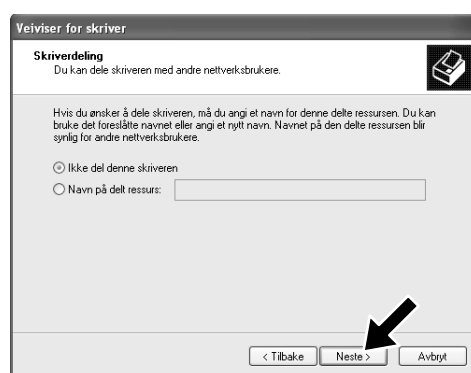 Veiviser for skriver
Skriverdeling
Du kan dele skriveren med andre nettverksbrukere.
Hvis du ønsker å dele skriveren, må du angi et navn for denne delte ressursen. Du kan
bruke det foreslåtte navnet eller angi et nytt navn. Navnet på den delte ressursen blir
synlig for andre nettverksbrukere.
Ikke del denne skriveren
Navn på delt ressurs:
< Tilbake Neste > Avbryt